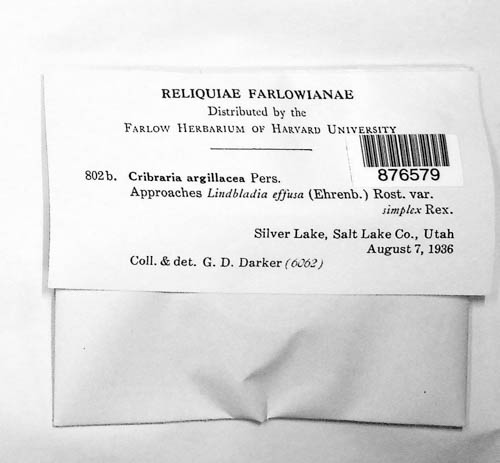 RELIQUIAE FARLOWIANAE
Distributed by the
FARLOW HERBARIUM OF HARVARD UNIVERSITY
876579
802b. Cribraria argillacea Pers.
Approaches Lindbladia effusa (Ehrenb.) Rost. var.
simplex Rex.
Silver Lake, Salt Lake Co., Utah
August 7, 1936
Coll. & det. G. D. Darker (6062)